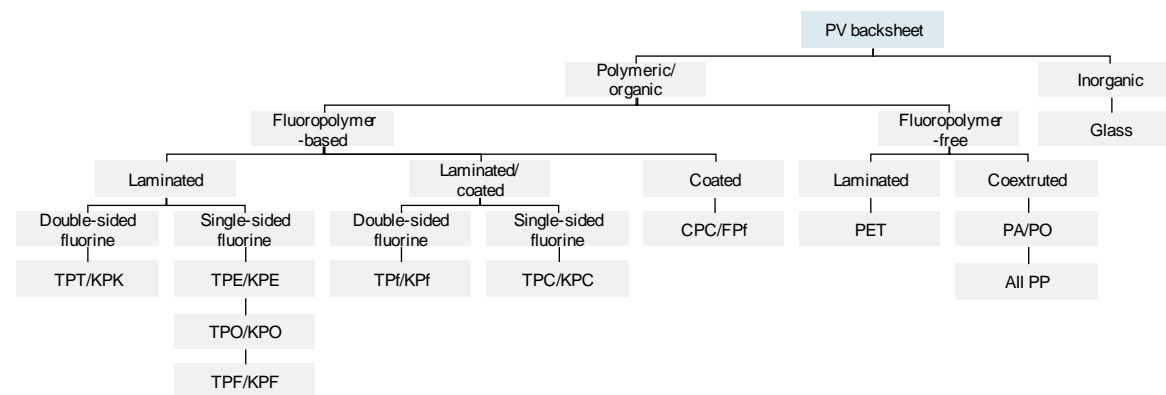 PV backsheet
Polymeric/
organic
Inorganic
Fluoropolymer
-based
Fluoropolymer
-free
Glass
Laminated
Laminated/
coated
Coated
Laminated
Coextruted
Double-sided
fluorine
Single-sided
fluorine
Double-sided
fluorine
Single-sided
fluorine
CPC/FPf
PET
PA/PO
TPT/KPK
TPE/KPE
TPf/KPf
TPC/KPC
All PP
TPO/KPO
TPF/KPF